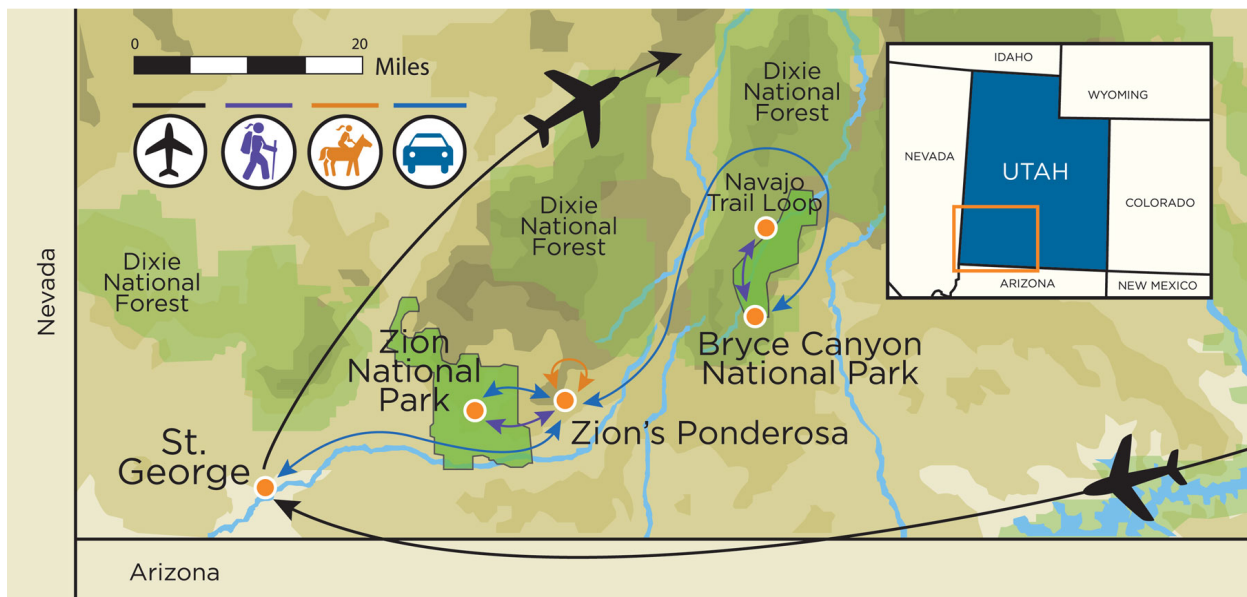 0
20
Miles
Nevada
Dixie
National
Forest
Dixie
National
Forest
Dixie
National
Forest
Navajo
Trail Loop
Bryce Canyon
National Park
Zion
National
Park
Zion's Ponderosa
St.
George
Arizona
IDAHO
WYOMING
NEVADA
UTAH
COLORADO
ARIZONA
NEW MEXICO